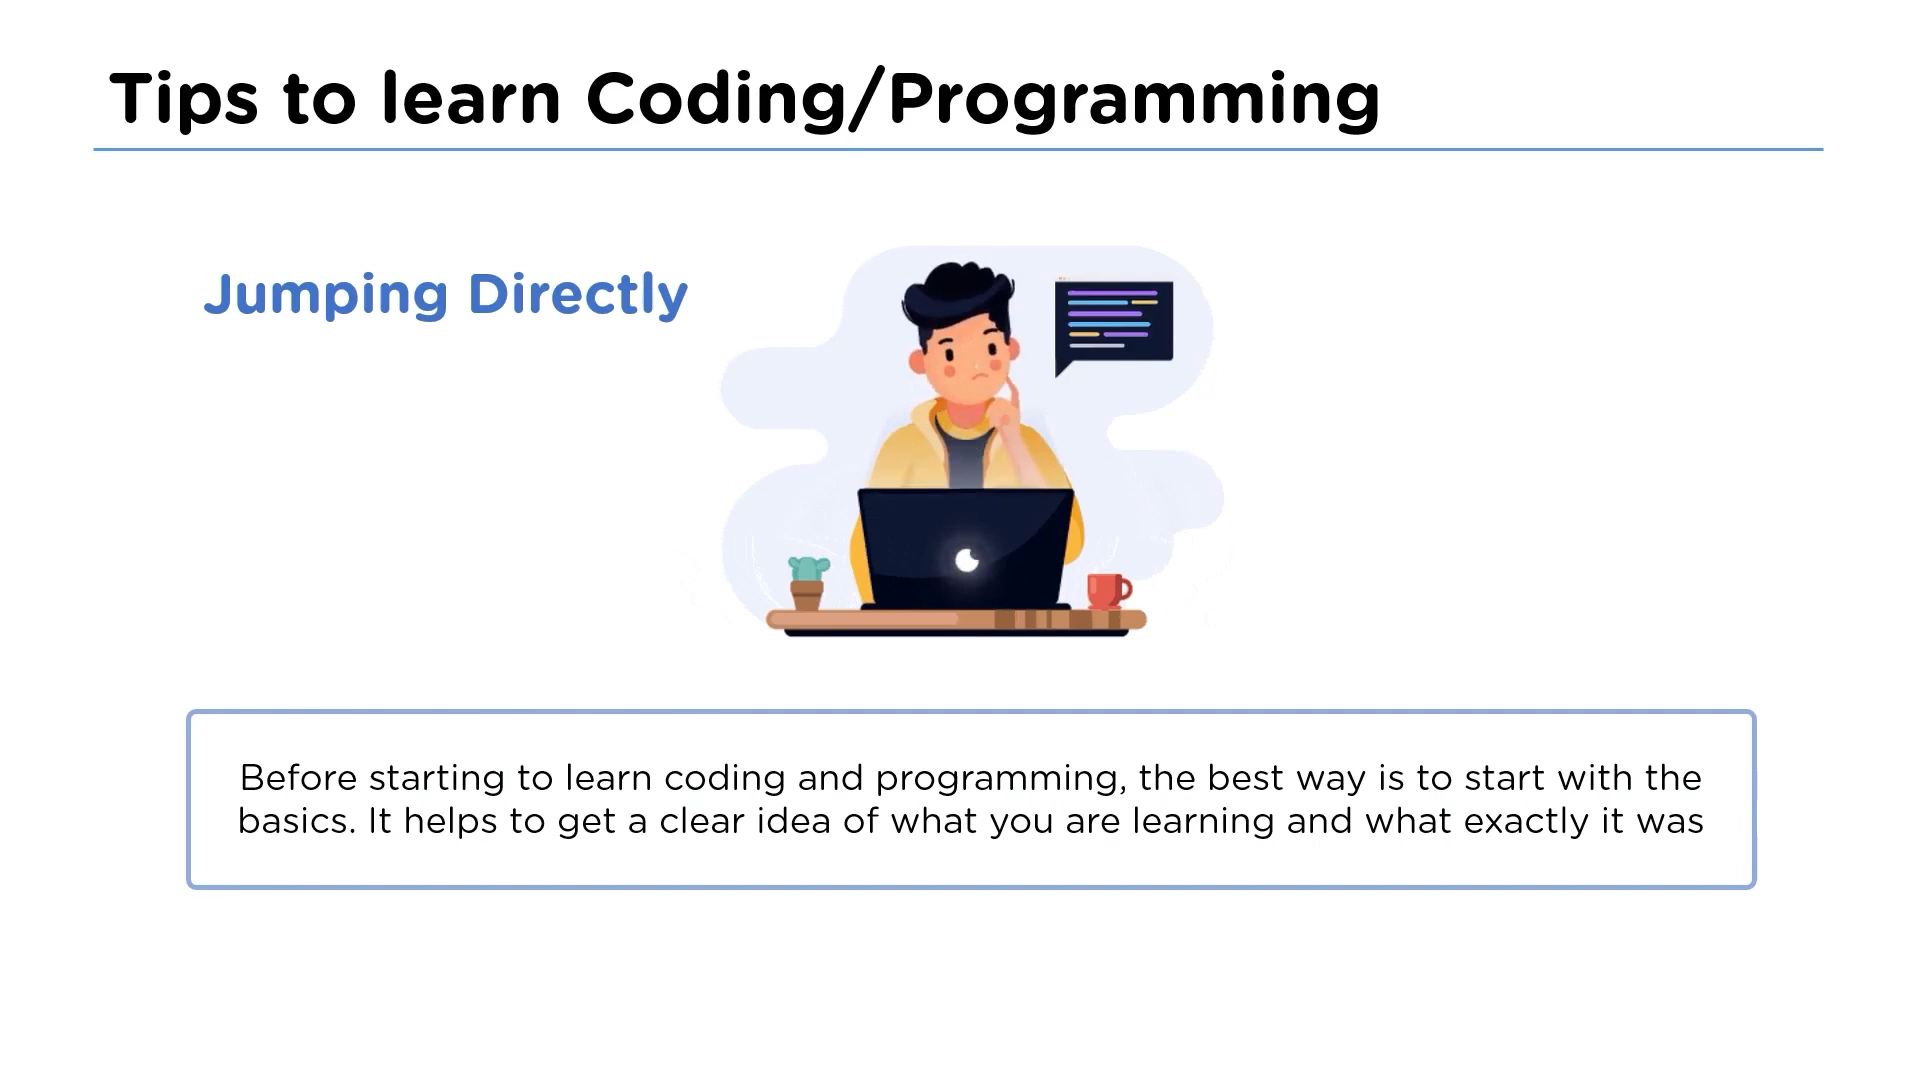 Tips to learn Coding/Programming
Jumping Directly
Before starting to learn coding and programming, the best way is to start with the
basics. It helps to get a clear idea of what you are learning and what exactly it was